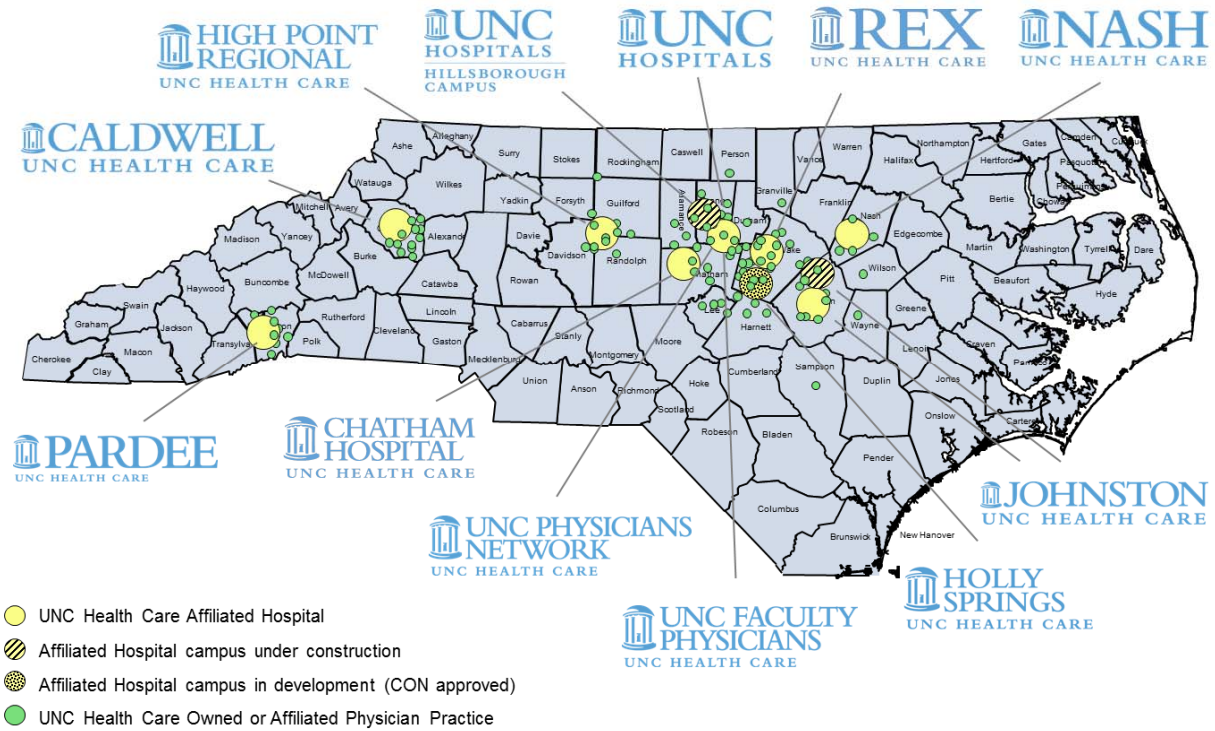 HIGH POINT
REGIONAL
UNC HEALTH CARE
UNC
HOSPITALS
HILLSBOROUGH
CAMPUS
UNC
HOSPITALS
REX
UNC HEALTH CARE
NASH
UNC HEALTH CARE
CALDWELL
UNC HEALTH CARE
Ashe
Alleghany
Surry
Stokes
Rockingham
Caswell
Person
Vance
Warren
Northampton
Halifax
Hertford
Gates
Camden
Pasquotank
Perquimans
Chowan
Watauga
Wilkes
Yadkin
Forsyth
Guilford
Alamance
Granville
Franklin
Nash
Bertie
Mitchell
Avery
Madison
Yancey
Burke
Davie
Davidson
Randolph
Edgecombe
Martin
Washington
Tyrrell
Dare
McDowell
Catawba
Rowan
Wilson
Pitt
Beaufort
Hyde
Swain
Haywood
Buncombe
Rutherford
Cleveland
Lincoln
Gaston
Cabarrus
Stanly
Montgomery
Moore
Lee
Harnett
Wayne
Greene
Graham
Jackson
Macon
Cherokee
Clay
Polk
Mecklenburg
Union
Anson
Richmond
Scotland
Hoke
Cumberland
Sampson
Duplin
Lenoir
Craven
Jones
Onslow
Robeson
Bladen
Pender
Columbus
Brunswick
New Hanover
PARDEE
UNC HEALTH CARE
CHATHAM
HOSPITAL
UNC HEALTH CARE
UNC PHYSICIANS
NETWORK
UNC HEALTH CARE
UNC FACULTY
PHYSICIANS
UNC HEALTH CARE
HOLLY
SPRINGS
UNC HEALTH CARE
JOHNSTON
UNC HEALTH CARE
UNC Health Care Affiliated Hospital
Affiliated Hospital campus under construction
Affiliated Hospital campus in development (CON approved)
UNC Health Care Owned or Affiliated Physician Practice